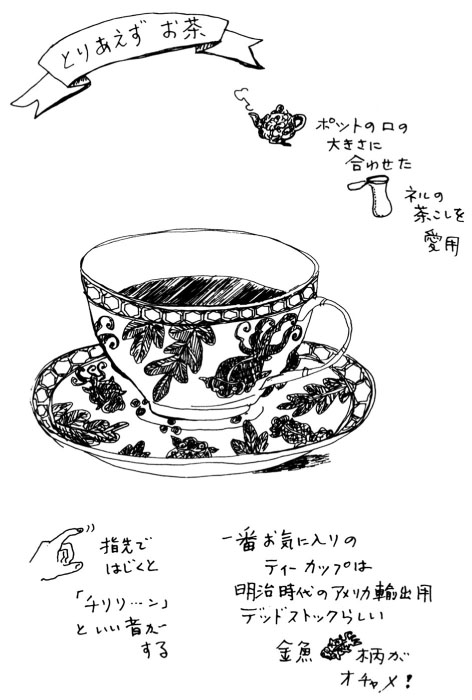 とりあえず お茶
ポットの口の
大きさに
合わせた
ネルの
茶こしを
愛用
指先で
はじくと
「チリリ…ン」
といい音が
する
一番お気に入りの
ティーカップは
明治時代のアメリカ輸出用
デッドストックらしい
金魚 柄が
オチャメ!